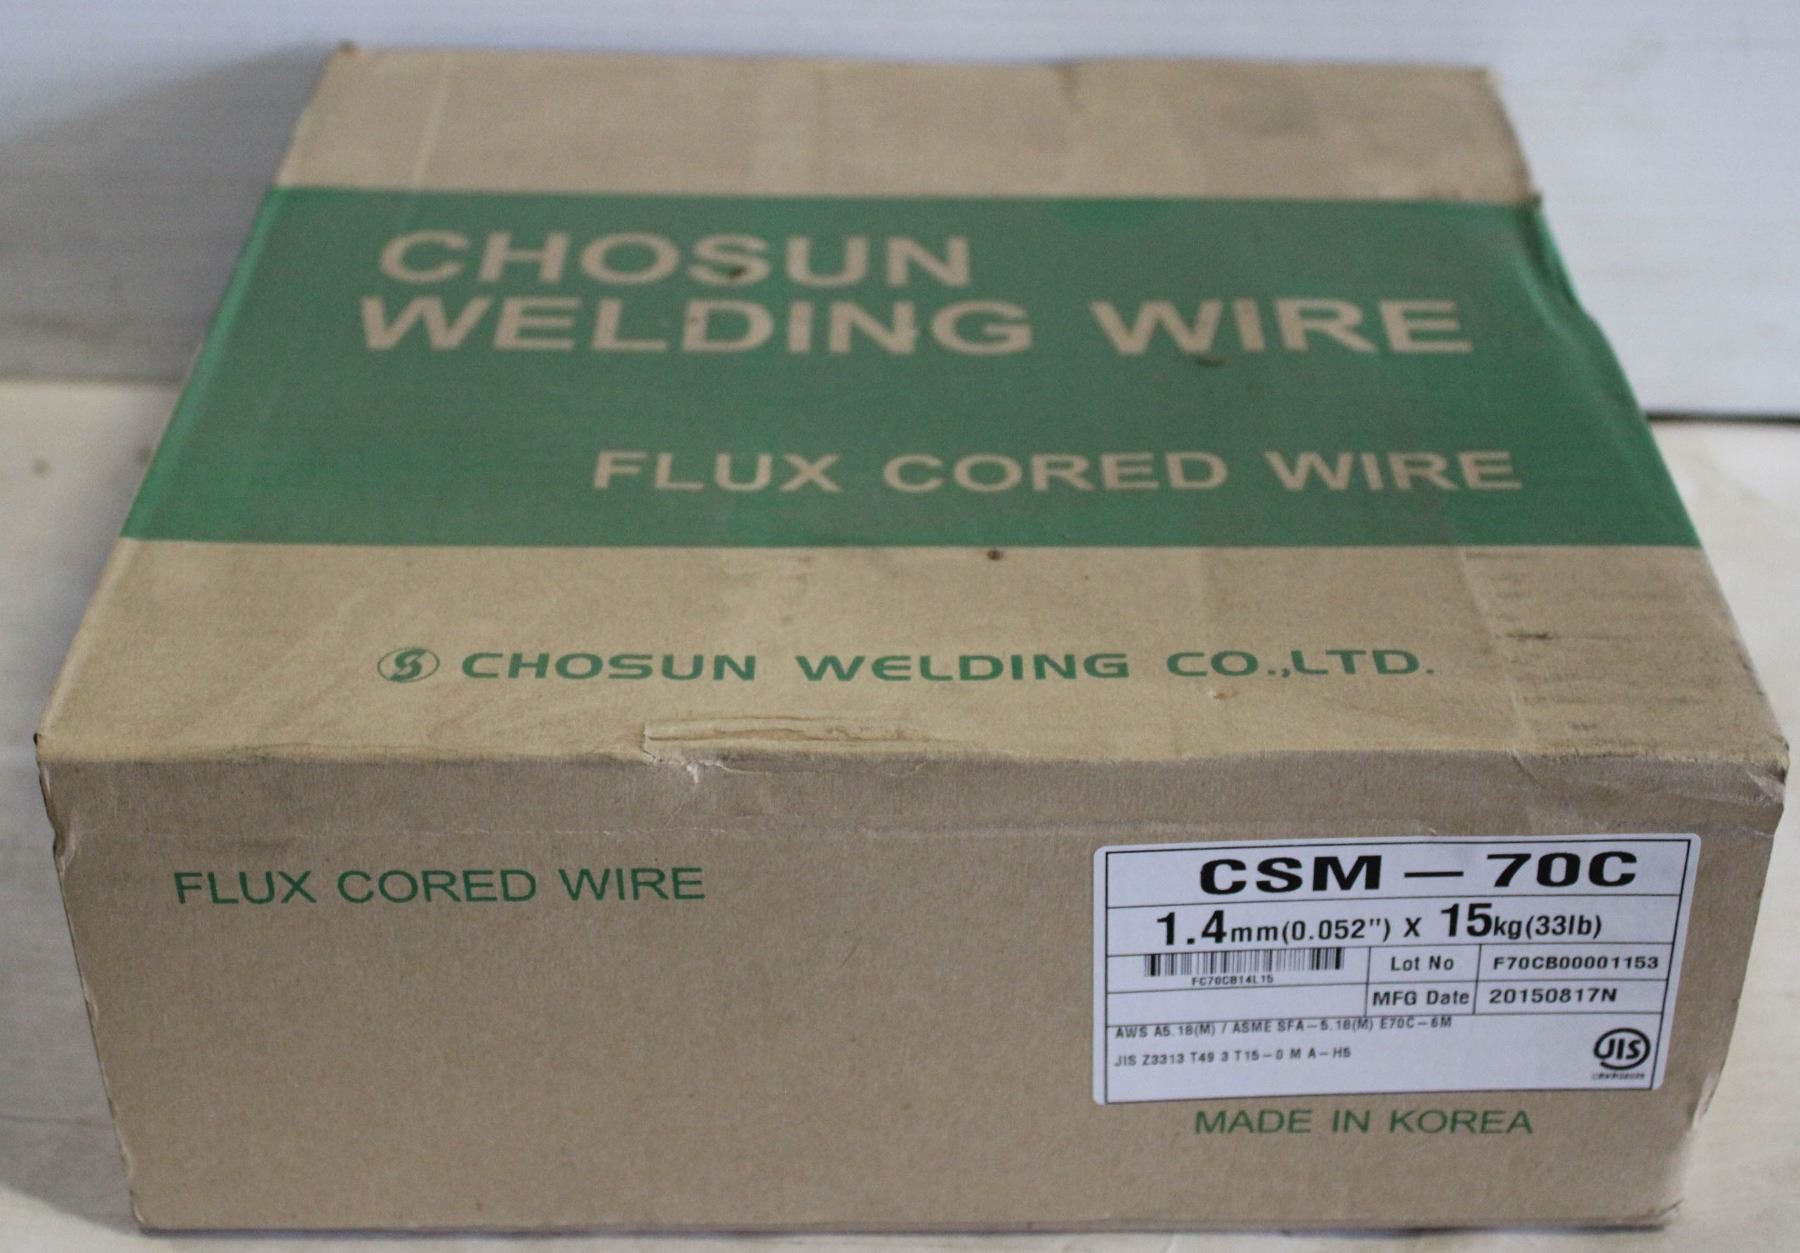 CHOSUN
WELDING WIRE
FLUX CORED WIRE
CHOSUN WELDING CO.,LTD.
FLUX CORED WIRE
CSM - 70C
1.4mm(0.052") X 15kg(33lb)
FC70CB14L15
Lot No F70CB00001153
MFG Date 20150817N
AWS A5.18(M) / ASME SFA-5.18(M) E70C-6M
JIS Z3313 T49 3 T15-0 M A-H5
JIS
MADE IN KOREA